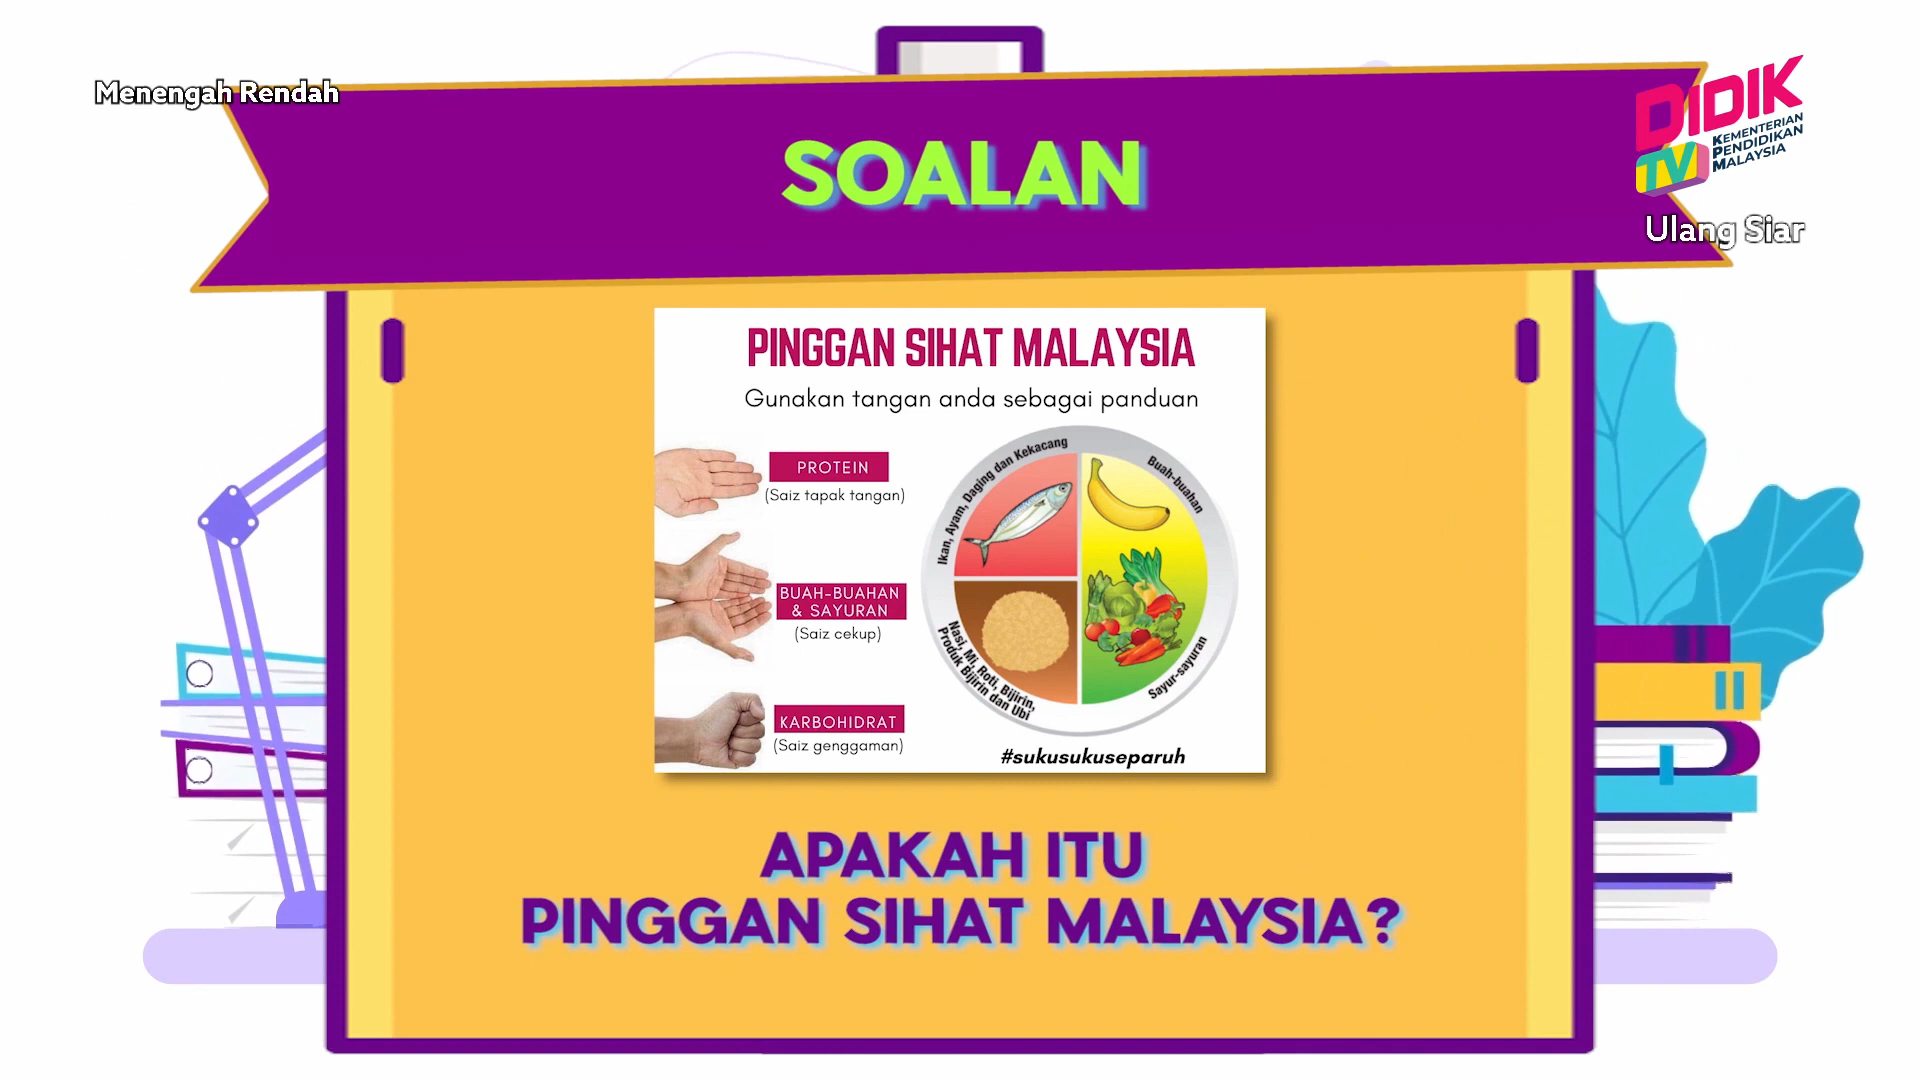 Menengah Rendah
DIDIK
TV
KEMENTERIAN
PENDIDIKAN
MALAYSIA
Ulang Siar
SOALAN
PINGGAN SIHAT MALAYSIA
Gunakan tangan anda sebagai panduan
PROTEIN
(Saiz tapak tangan)
BUAH-BUAHAN
& SAYURAN
(Saiz cekup)
KARBOHIDRAT
(Saiz genggaman)
Ikan, Ayam, Daging dan Kekacang
Buah-buahan
Nasi, Mi, Roti, Bijirin,
Produk Bijirin dan Ubi
Sayur-sayuran
#sukusukuseparuh
APAKAH ITU
PINGGAN SIHAT MALAYSIA?